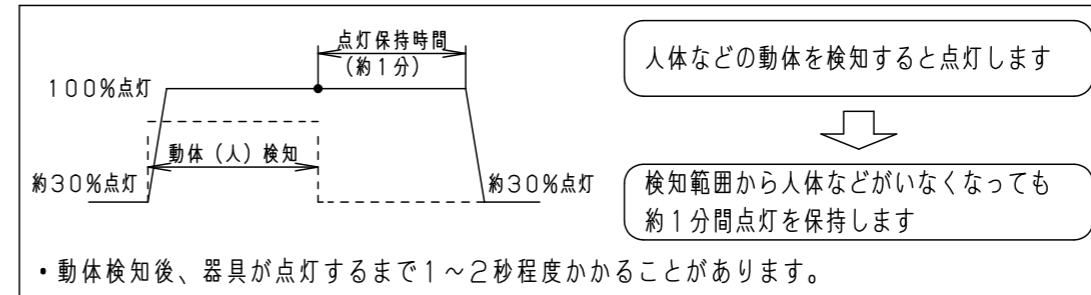 点灯保持時間
(約1分)
100%点灯
動体(人)検知
約30%点灯
約30%点灯
人体などの動体を検知すると点灯します
検知範囲から人体などがいなくなっても
約1分間点灯を保持します
・動体検知後、器具が点灯するまで1～2秒程度かかることがあります。